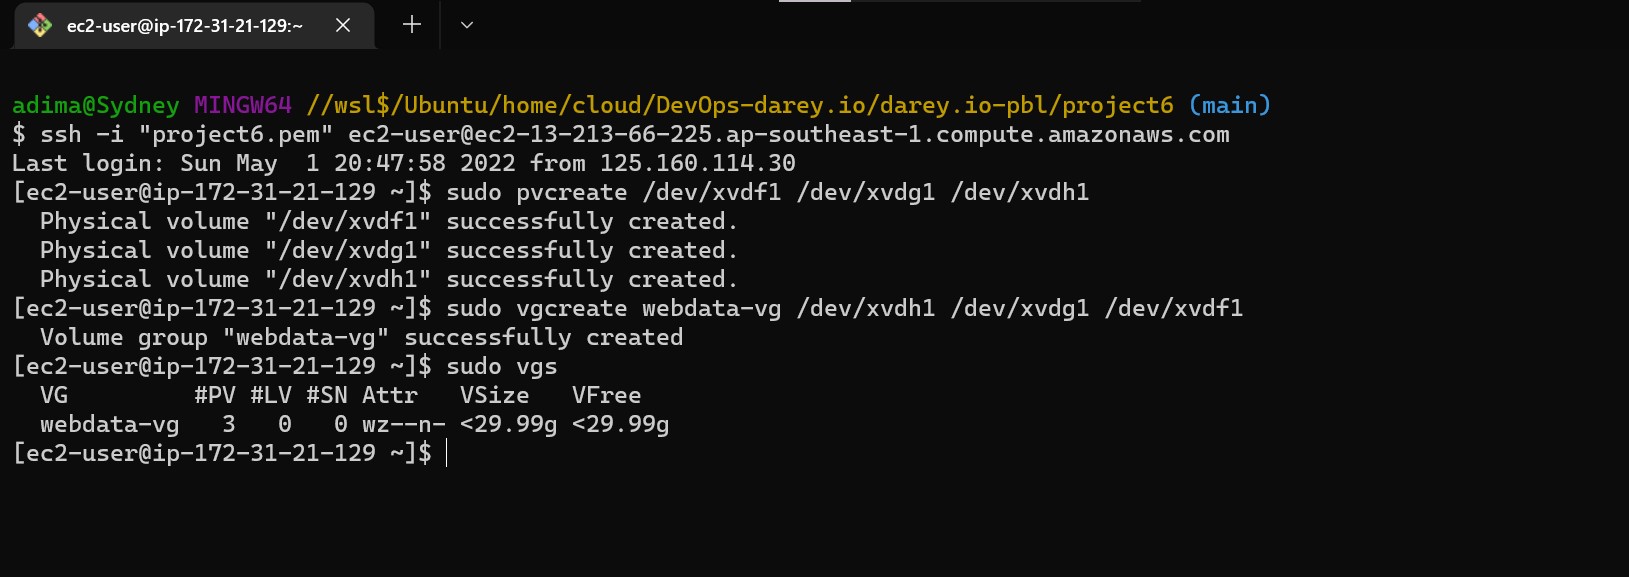 ec2-user@ip-172-31-21-129:~
adima@Sydney MINGW64 //wsl$/Ubuntu/home/cloud/DevOps-darey.io/darey.io-pbl/project6 (main)
$ ssh -i "project6.pem" ec2-user@ec2-13-213-66-225.ap-southeast-1.compute.amazonaws.com
Last login: Sun May  1 20:47:58 2022 from 125.160.114.30
[ec2-user@ip-172-31-21-129 ~]$ sudo pvcreate /dev/xvdf1 /dev/xvdg1 /dev/xvdh1
  Physical volume "/dev/xvdf1" successfully created.
  Physical volume "/dev/xvdg1" successfully created.
  Physical volume "/dev/xvdh1" successfully created.
[ec2-user@ip-172-31-21-129 ~]$ sudo vgcreate webdata-vg /dev/xvdh1 /dev/xvdg1 /dev/xvdf1
  Volume group "webdata-vg" successfully created
[ec2-user@ip-172-31-21-129 ~]$ sudo vgs
  VG         #PV #LV #SN Attr   VSize   VFree
  webdata-vg   3   0   0 wz--n- <29.99g <29.99g
[ec2-user@ip-172-31-21-129 ~]$